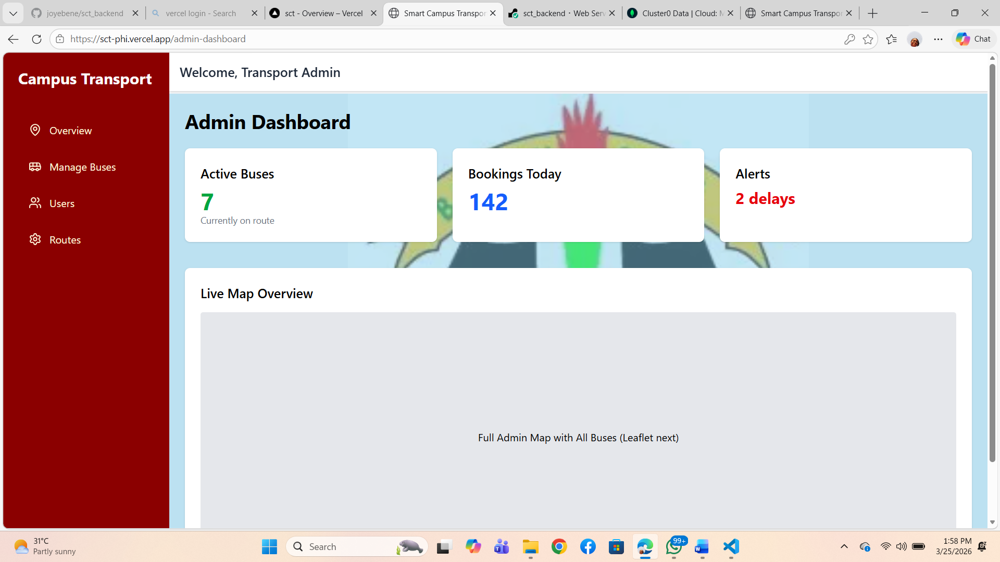 joyebene/sct_backend
vercel login - Search
sct - Overview – Vercel
Smart Campus Transpor
sct_backend · Web Serv
Cluster0 Data | Cloud: M
Smart Campus Transpor
https://sct-phi.vercel.app/admin-dashboard
Chat
Campus Transport
Overview
Manage Buses
Users
Routes
Welcome, Transport Admin
Admin Dashboard
Active Buses
7
Currently on route
Bookings Today
142
Alerts
2 delays
Live Map Overview
Full Admin Map with All Buses (Leaflet next)
31°C
Partly sunny
Search
99+
1:58 PM
3/25/2026